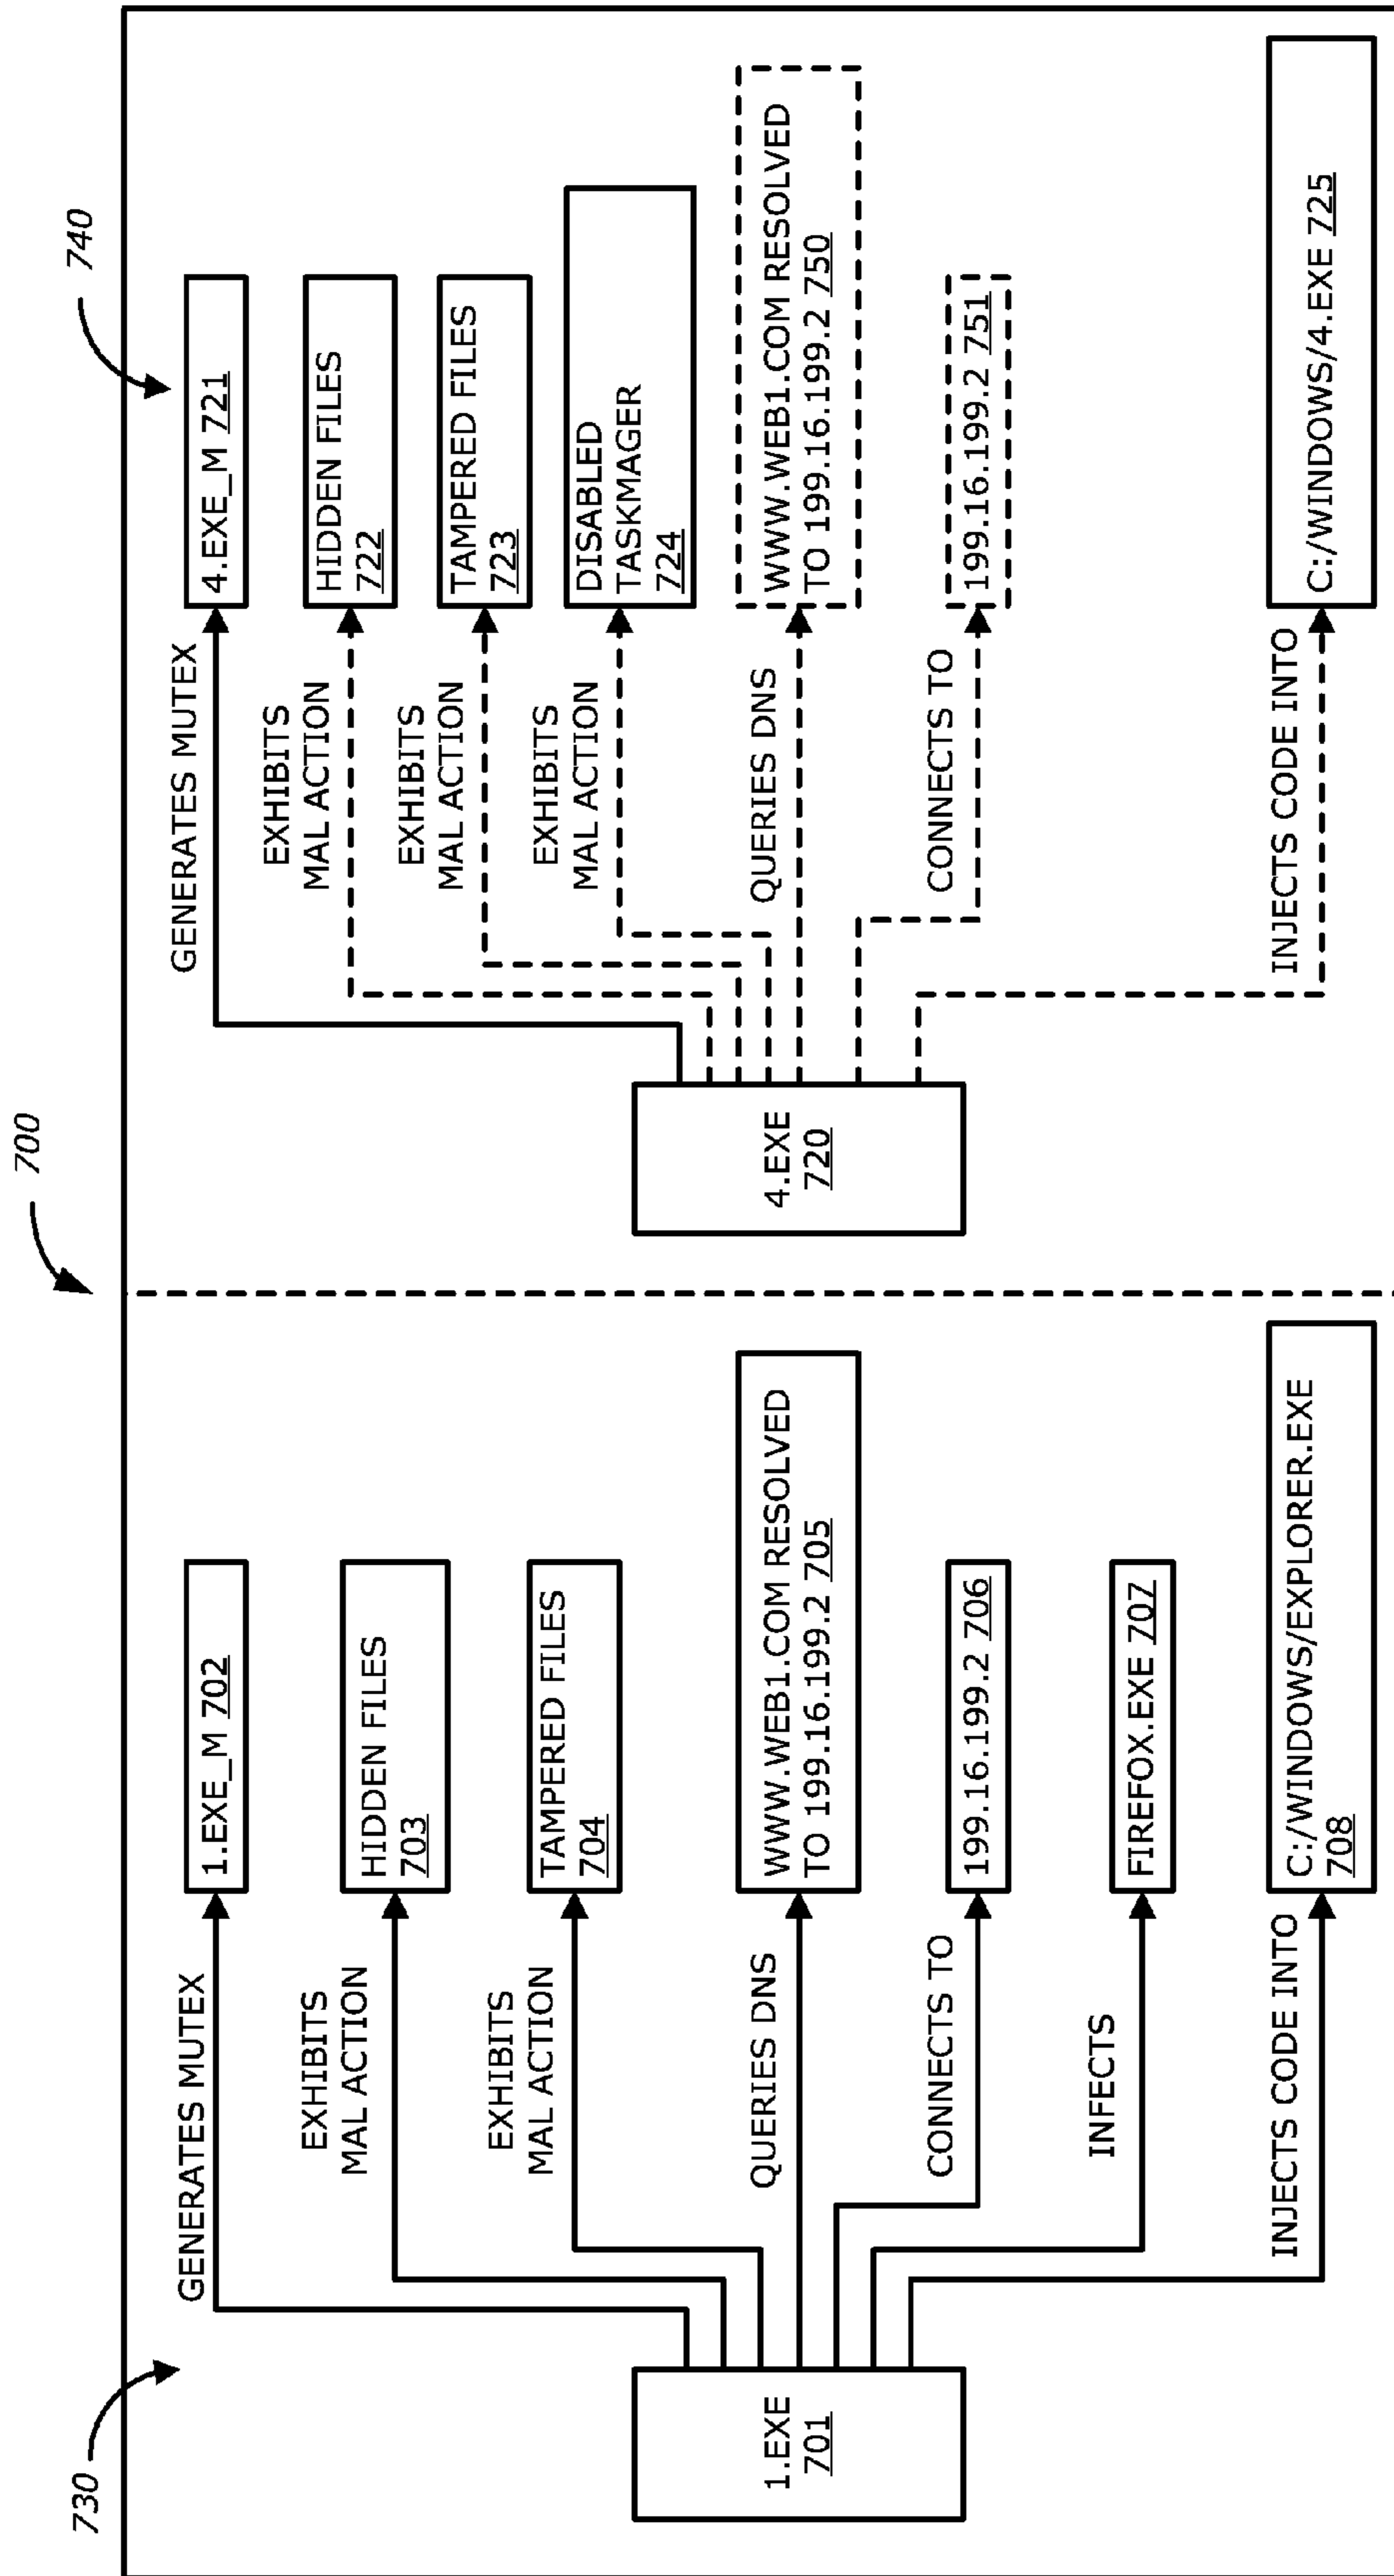 700
730
1.EXE
701
GENERATES MUTEX
1.EXE_M 702
EXHIBITS
MAL ACTION
HIDDEN FILES
703
EXHIBITS
MAL ACTION
TAMPERED FILES
704
QUERIES DNS
WWW.WEB1.COM RESOLVED
TO 199.16.199.2 705
CONNECTS TO
199.16.199.2 706
INFECTS
FIREFOX.EXE 707
INJECTS CODE INTO
C:/WINDOWS/EXPLORER.EXE
708
740
4.EXE
720
GENERATES MUTEX
4.EXE_M 721
EXHIBITS
MAL ACTION
HIDDEN FILES
722
EXHIBITS
MAL ACTION
TAMPERED FILES
723
EXHIBITS
MAL ACTION
DISABLED
TASKMAGER
724
QUERIES DNS
WWW.WEB1.COM RESOLVED
TO 199.16.199.2 750
CONNECTS TO
199.16.199.2 751
INJECTS CODE INTO
C:/WINDOWS/4.EXE 725